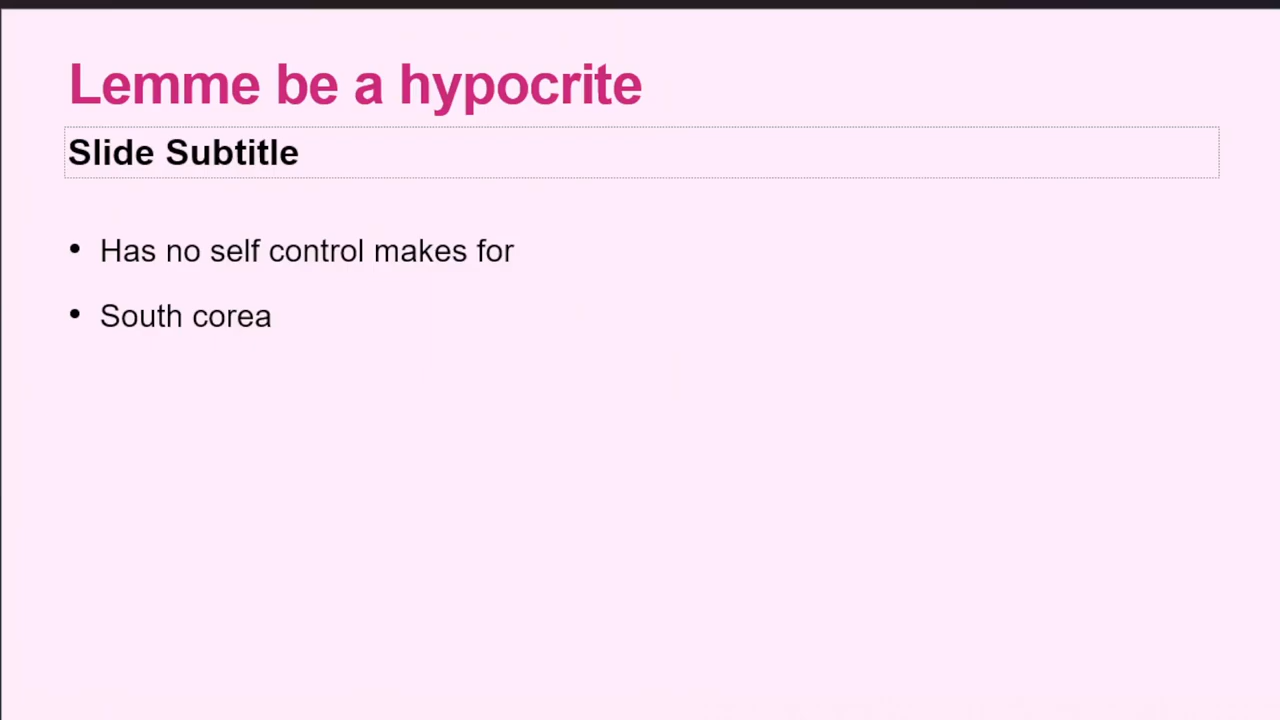 Lemme be a hypocrite
Slide Subtitle
• Has no self control makes for
• South corea